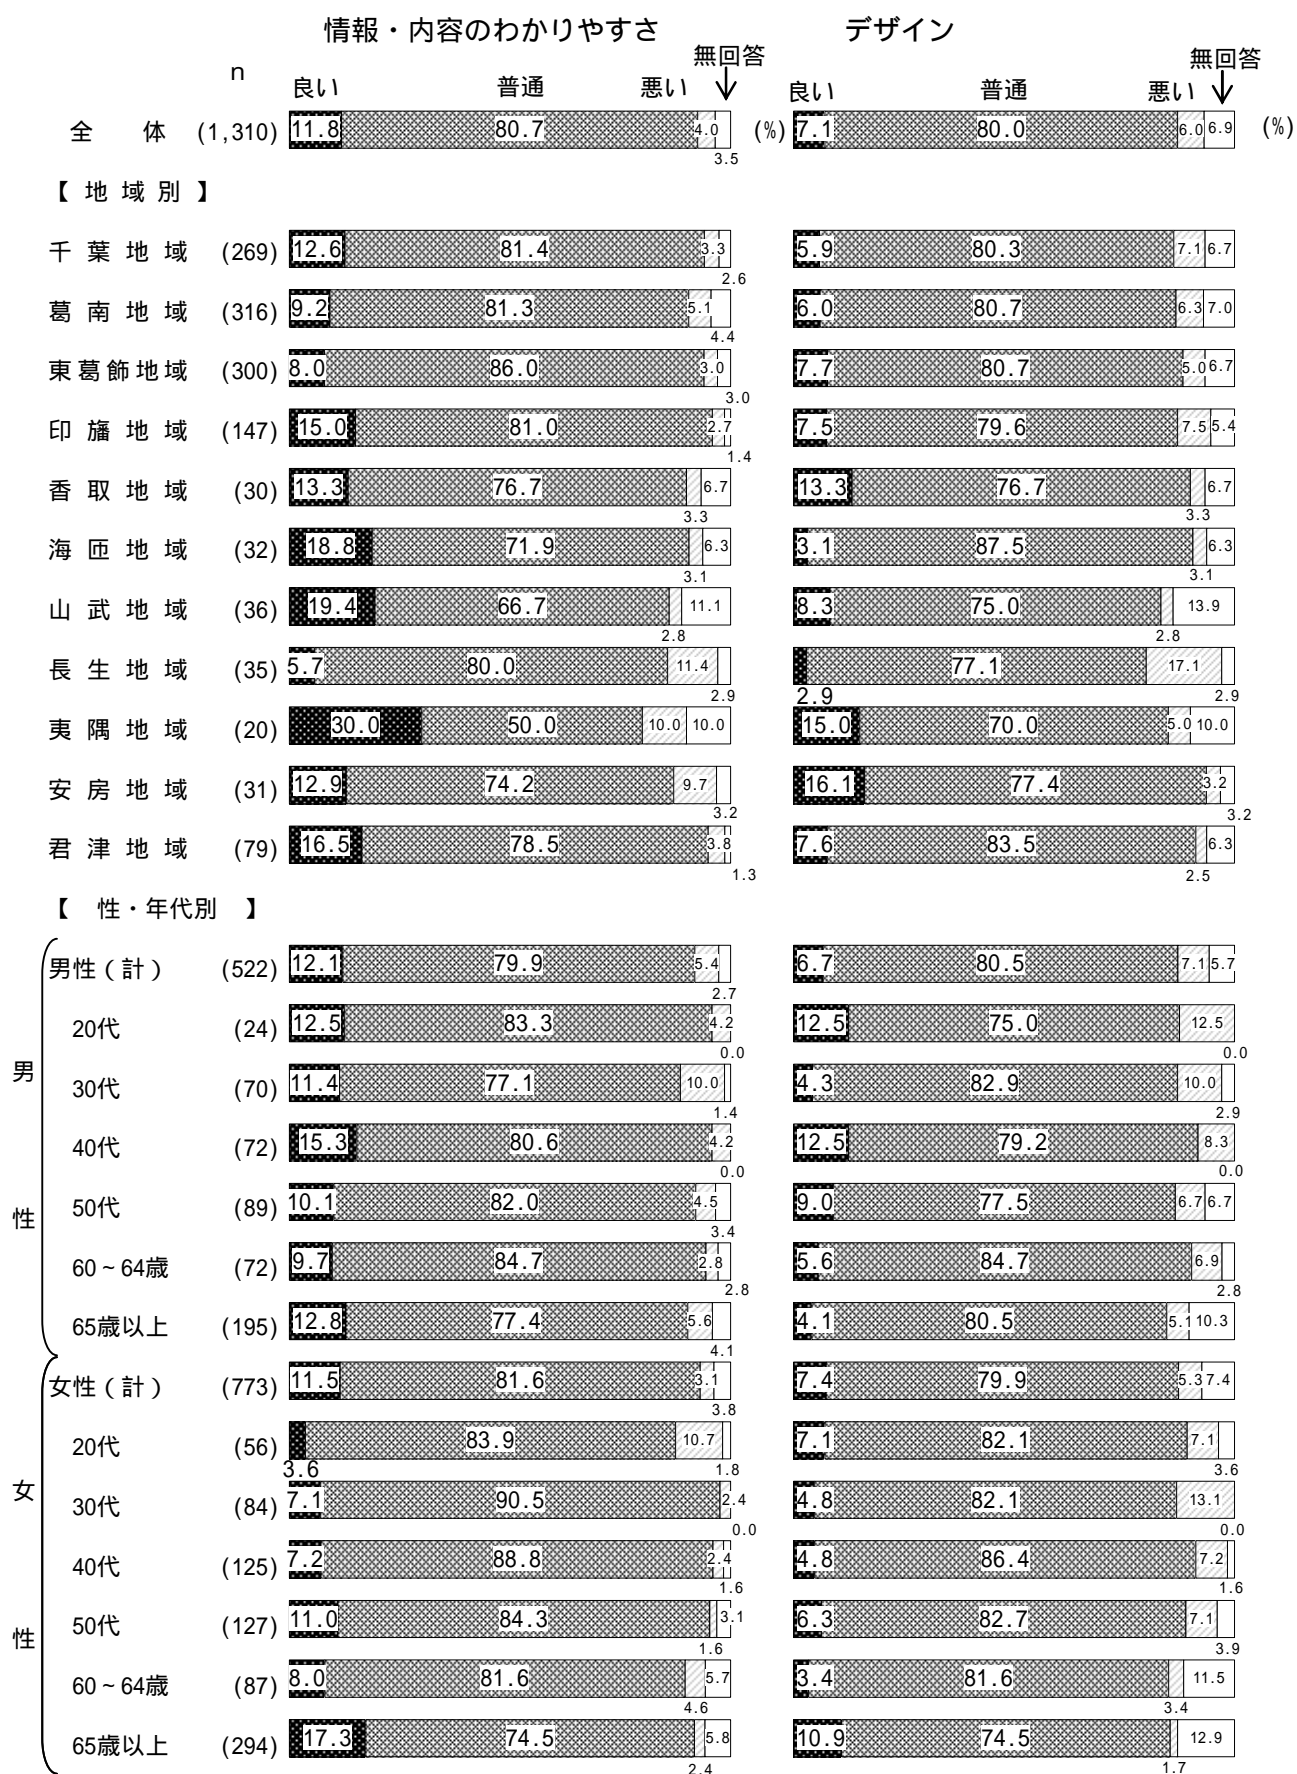 情報・内容のわかりやすさ デザイン
n 良い 普通 悪い 無回答 良い 普通 悪い 無回答
全 体 (1,310) 11.8 80.7 4.0 3.5 (%) 7.1 80.0 6.0 6.9 (%)
【 地 域 別 】
千 葉 地 域 (269) 12.6 81.4 3.3 2.6 5.9 80.3 7.1 6.7
葛 南 地 域 (316) 9.2 81.3 5.1 4.4 6.0 80.7 6.3 7.0
東葛飾地域 (300) 8.0 86.0 3.0 3.0 7.7 80.7 5.0 6.7
印 旛 地 域 (147) 15.0 81.0 2.7 1.4 7.5 79.6 7.5 5.4
香 取 地 域 (30) 13.3 76.7 3.3 6.7 13.3 76.7 3.3 6.7
海 匝 地 域 (32) 18.8 71.9 3.1 6.3 3.1 87.5 3.1 6.3
山 武 地 域 (36) 19.4 66.7 2.8 11.1 8.3 75.0 2.8 13.9
長 生 地 域 (35) 5.7 80.0 11.4 2.9 2.9 77.1 17.1 2.9
夷 隅 地 域 (20) 30.0 50.0 10.0 10.0 15.0 70.0 5.0 10.0
安 房 地 域 (31) 12.9 74.2 9.7 3.2 16.1 77.4 3.2 3.2
君 津 地 域 (79) 16.5 78.5 3.8 1.3 7.6 83.5 2.5 6.3
【 性・年代別 】
男性
男性(計) (522) 12.1 79.9 5.4 2.7 6.7 80.5 7.1 5.7
20代 (24) 12.5 83.3 4.2 0.0 12.5 75.0 12.5 0.0
30代 (70) 11.4 77.1 10.0 1.4 4.3 82.9 10.0 2.9
40代 (72) 15.3 80.6 4.2 0.0 12.5 79.2 8.3 0.0
50代 (89) 10.1 82.0 4.5 3.4 9.0 77.5 6.7 6.7
60~64歳 (72) 9.7 84.7 2.8 2.8 5.6 84.7 6.9 2.8
65歳以上 (195) 12.8 77.4 5.6 4.1 4.1 80.5 5.1 10.3
女性
女性(計) (773) 11.5 81.6 3.1 3.8 7.4 79.9 5.3 7.4
20代 (56) 3.6 83.9 10.7 1.8 7.1 82.1 7.1 3.6
30代 (84) 7.1 90.5 2.4 0.0 4.8 82.1 13.1 0.0
40代 (125) 7.2 88.8 2.4 1.6 4.8 86.4 7.2 1.6
50代 (127) 11.0 84.3 1.6 3.1 6.3 82.7 7.1 3.9
60~64歳 (87) 8.0 81.6 4.6 5.7 3.4 81.6 3.4 11.5
65歳以上 (294) 17.3 74.5 2.4 5.8 10.9 74.5 1.7 12.9